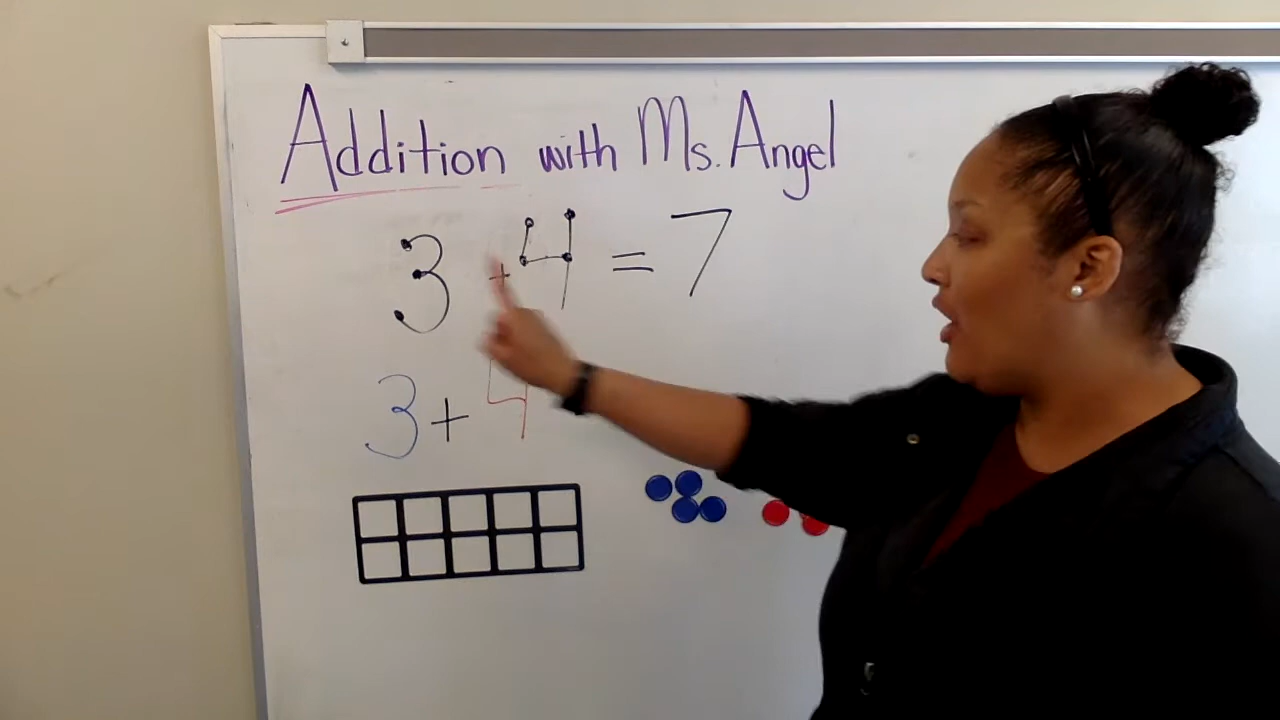 Addition with Ms. Angel
3 + 4 = 7
3 + 4